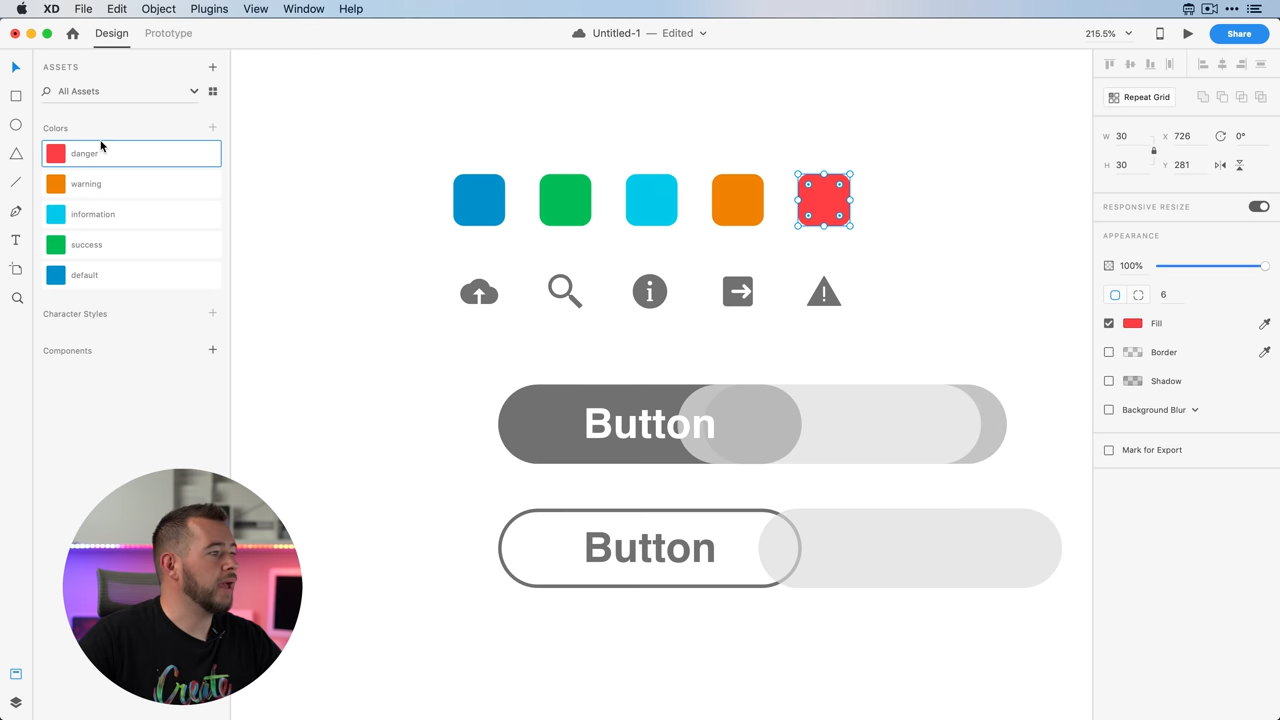 XD File Edit Object Plugins View Window Help
Design Prototype Untitled-1 — Edited 215.5% Share
ASSETS
All Assets
Colors
danger
warning
information
success
default
Character Styles
Components
Button
Button
Create
Repeat Grid
W 30 X 726 0°
H 30 Y 281
RESPONSIVE RESIZE
APPEARANCE
100%
6
Fill
Border
Shadow
Background Blur
Mark for Export